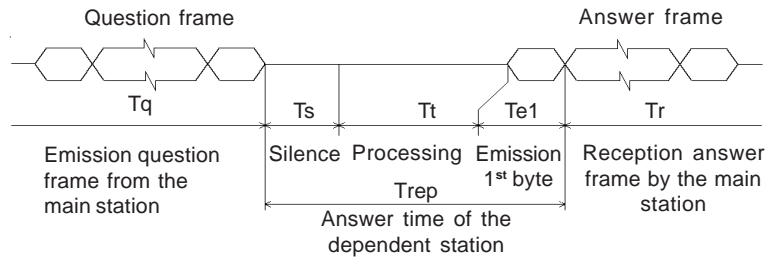 Question frame
Answer frame
Tq
Ts
Tt
Te1
Tr
Emission question
frame from the
main station
Silence
Processing
Emission
1st byte
Reception answer
frame by the main
station
Trep
Answer time of the
dependent station